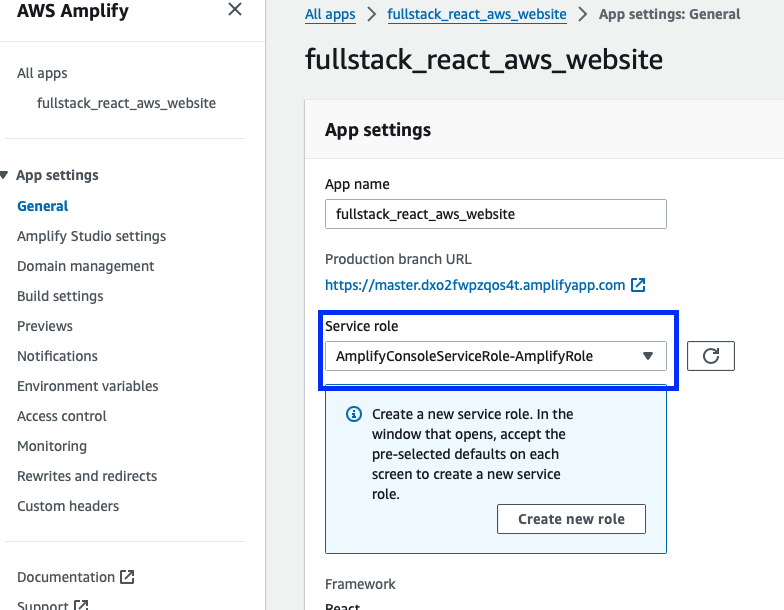 AWS Amplify
All apps
fullstack_react_aws_website
App settings
General
Amplify Studio settings
Domain management
Build settings
Previews
Notifications
Environment variables
Access control
Monitoring
Rewrites and redirects
Custom headers
Documentation
Support
All apps > fullstack_react_aws_website > App settings: General
fullstack_react_aws_website
App settings
App name
fullstack_react_aws_website
Production branch URL
https://master.dxo2fwpzqos4t.amplifyapp.com
Service role
AmplifyConsoleServiceRole-AmplifyRole
Create a new service role. In the
window that opens, accept the
pre-selected defaults on each
screen to create a new service
role.
Create new role
Framework
React